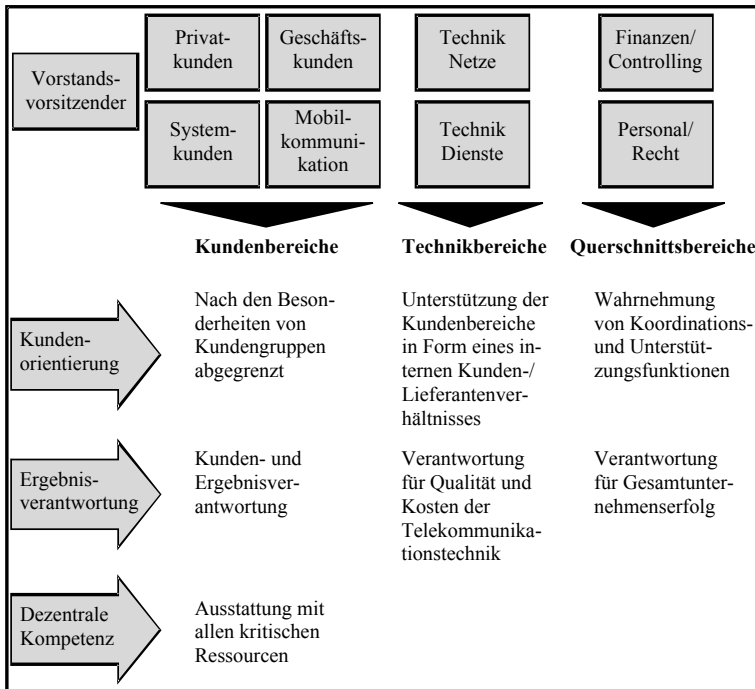 Vorstands-
vorsitzender
Privat-
kunden
Geschäfts-
kunden
Technik
Netze
Finanzen/
Controlling
System-
kunden
Mobil-
kommuni-
kation
Technik
Dienste
Personal/
Recht
Kundenbereiche
Technikbereiche
Querschnittsbereiche
Kunden-
orientierung
Nach den Beson-
derheiten von
Kundengruppen
abgegrenzt
Unterstützung der
Kundenbereiche
in Form eines in-
ternen Kunden-/
Lieferantenver-
hältnisses
Wahrnehmung
von Koordinations-
und Unterstüt-
zungsfunktionen
Ergebnis-
verantwortung
Kunden- und
Ergebnisver-
antwortung
Verantwortung
für Qualität und
Kosten der
Telekommunika-
tionstechnik
Verantwortung
für Gesamtunter-
nehmenserfolg
Dezentrale
Kompetenz
Ausstattung mit
allen kritischen
Ressourcen